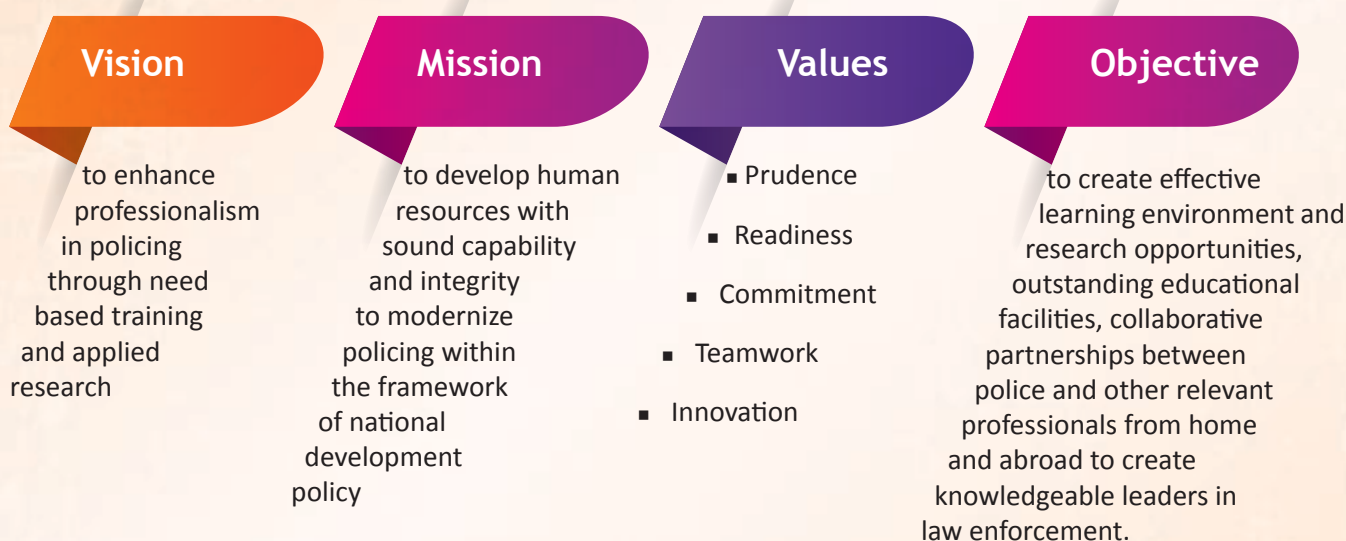 Vision
to enhance
professionalism
in policing
through need
based training
and applied
research
Mission
to develop human
resources with
sound capability
and integrity
to modernize
policing within
the framework
of national
development
policy
Values
▪ Prudence
▪ Readiness
▪ Commitment
▪ Teamwork
▪ Innovation
Objective
to create effective
learning environment and
research opportunities,
outstanding educational
facilities, collaborative
partnerships between
police and other relevant
professionals from home
and abroad to create
knowledgeable leaders in
law enforcement.